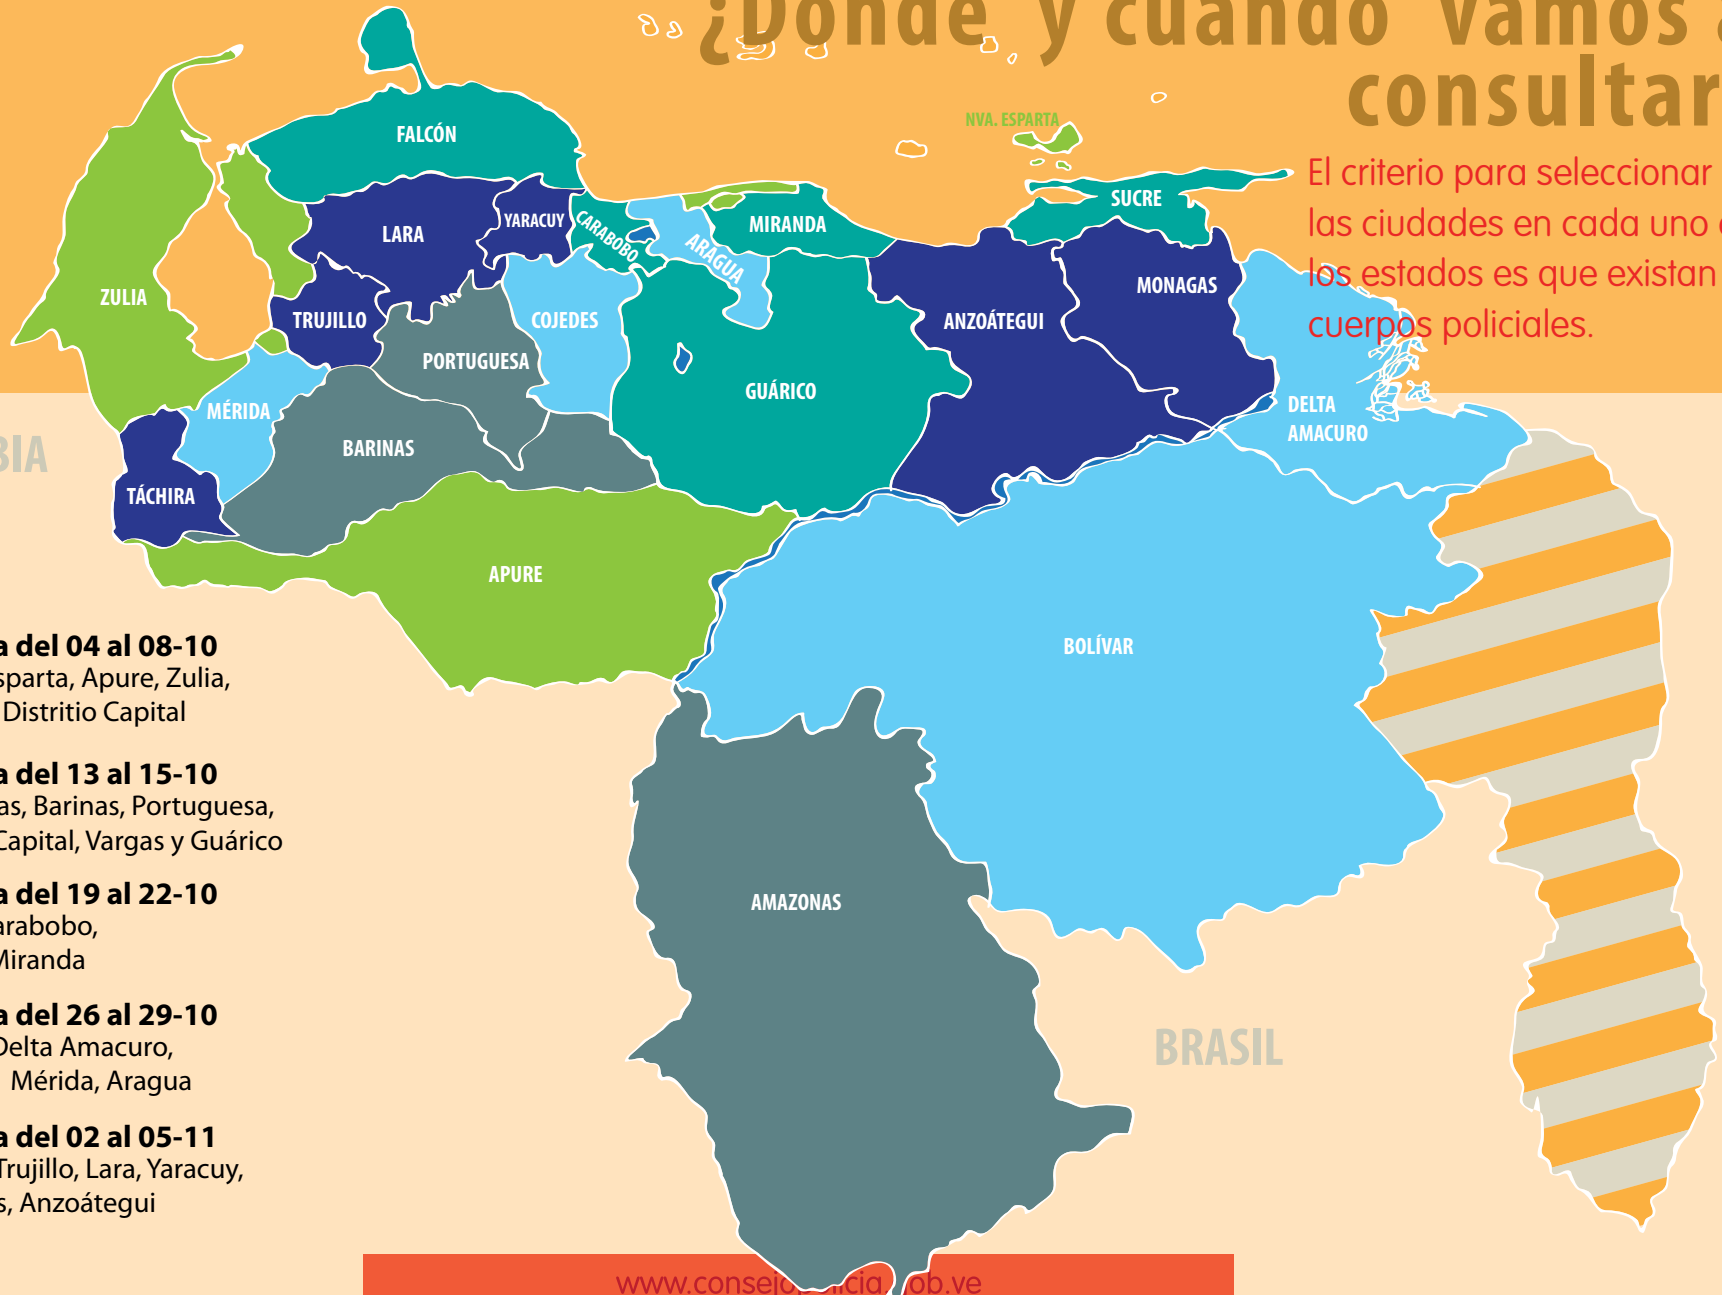 ¿Donde y cuando Vamos a
consultar
El criterio para seleccionar
las ciudades en cada uno
los estados es que existan
cuerpos policiales.
NVA. ESPARTA
FALCÓN
SUCRE
YARACUY
CARABOBO
MIRANDA
LARA
ARAGUA
ZULIA
MONAGAS
TRUJILLO
COJEDES
ANZOÁTEGUI
PORTUGUESA
GUÁRICO
MÉRIDA
DELTA
AMACURO
BARINAS
BIA
TÁCHIRA
APURE
BOLÍVAR
AMAZONAS
BRASIL
a del 04 al 08-10
sparta, Apure, Zulia,
Distritio Capital
a del 13 al 15-10
as, Barinas, Portuguesa,
Capital, Vargas y Guárico
a del 19 al 22-10
arabobo,
Miranda
a del 26 al 29-10
Delta Amacuro,
Mérida, Aragua
a del 02 al 05-11
Trujillo, Lara, Yaracuy,
s, Anzoátegui